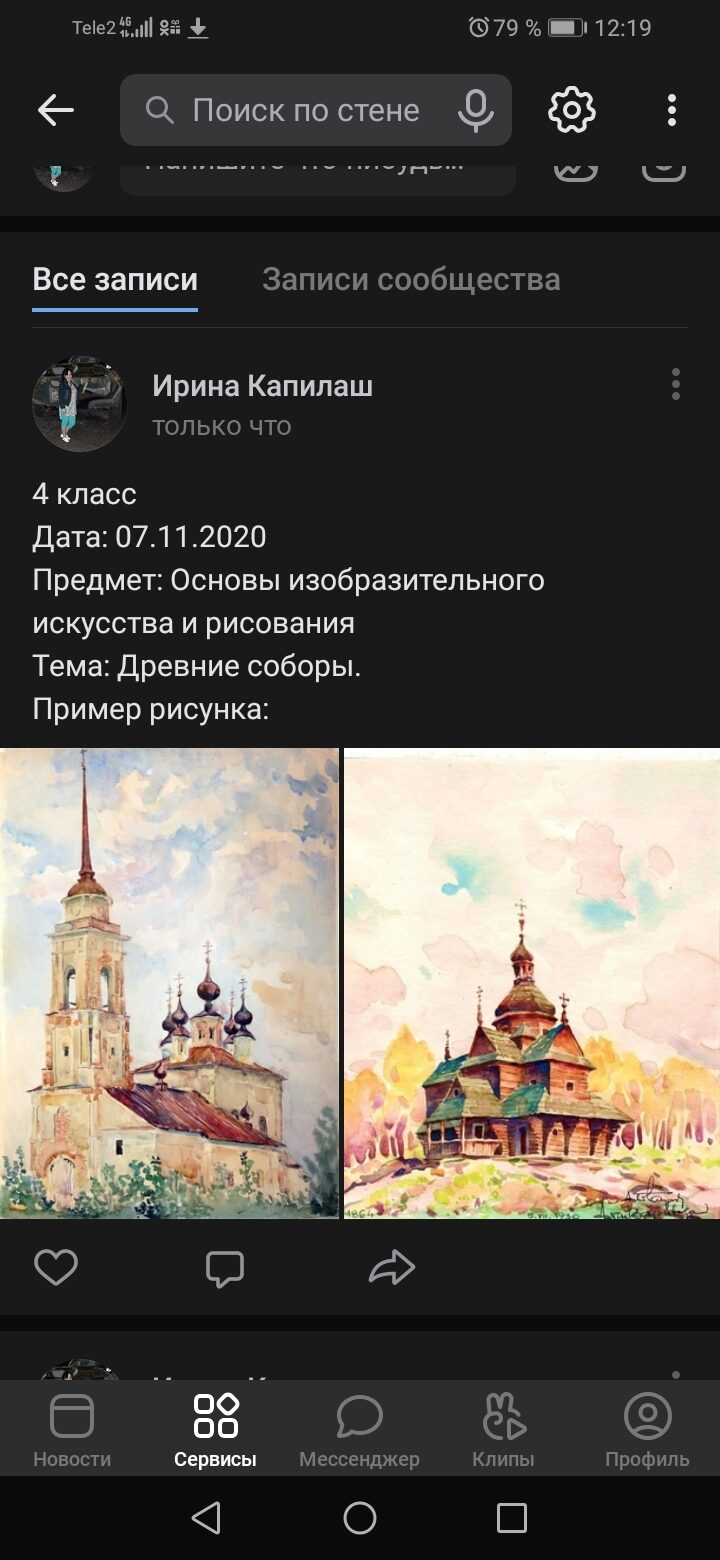 Tele2 4G 79 % 12:19
Поиск по стене
Все записи Записи сообщества
Ирина Капилаш
только что
4 класс
Дата: 07.11.2020
Предмет: Основы изобразительного
искусства и рисования
Тема: Древние соборы.
Пример рисунка:
Новости Сервисы Мессенджер Клипы Профиль